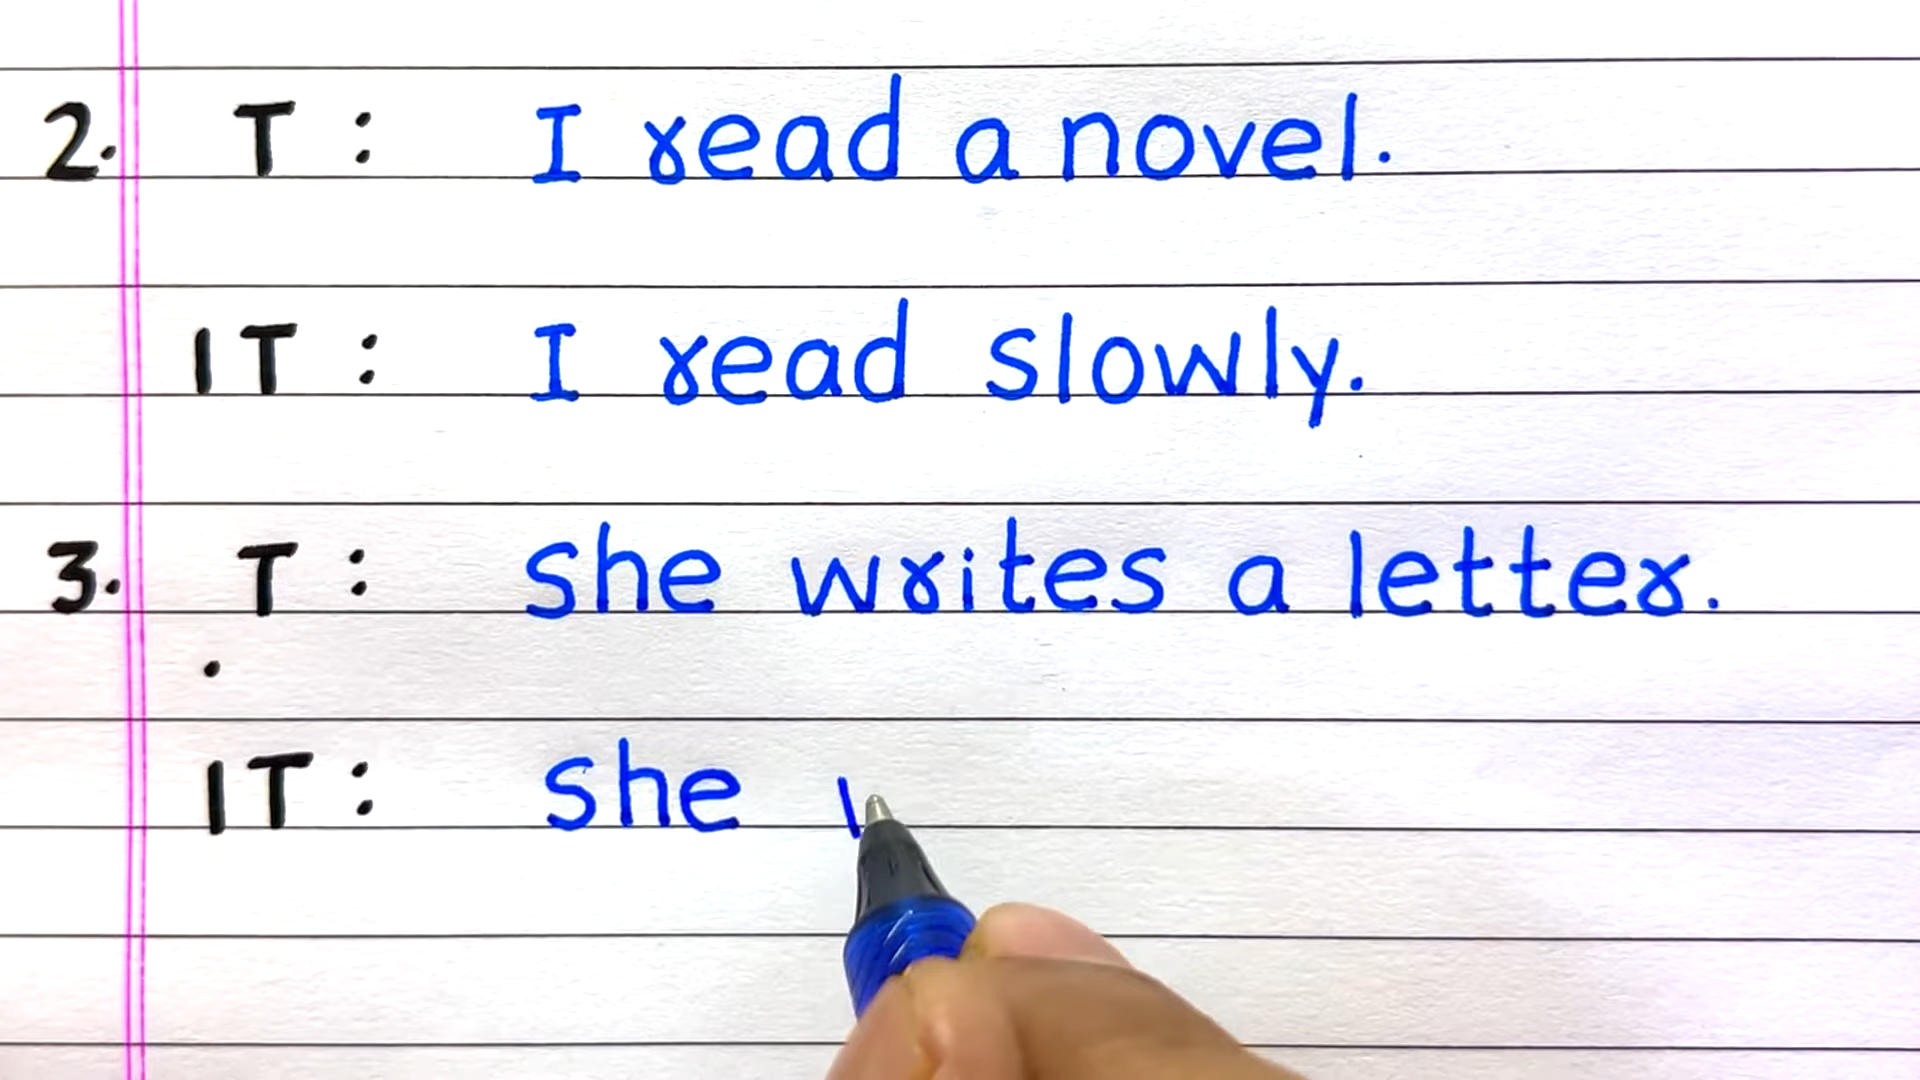 2. T : I read a novel.
IT : I read slowly.
3. T : she writes a letter.
IT : she